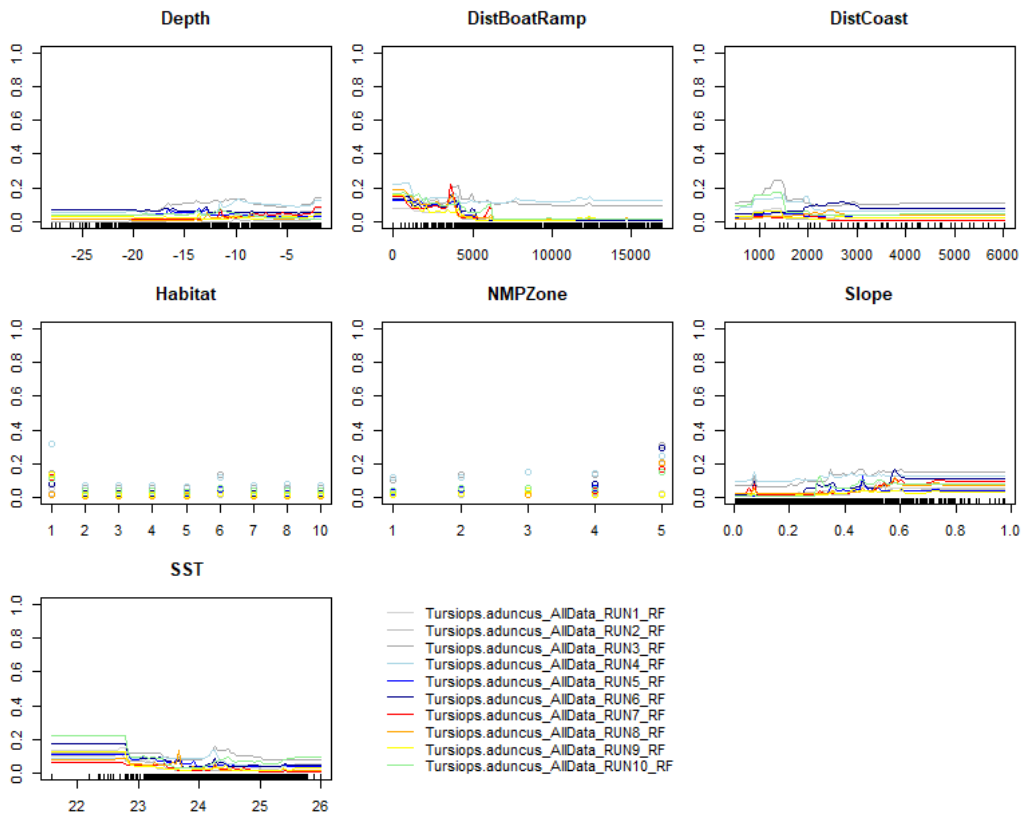 Depth
DistBoatRamp
DistCoast
0.0 0.2 0.4 0.6 0.8 1.0
-25 -20 -15 -10 -5
0.0 0.2 0.4 0.6 0.8 1.0
0 5000 10000 15000
0.0 0.2 0.4 0.6 0.8 1.0
1000 2000 3000 4000 5000 6000
Habitat
NMPZone
Slope
0.0 0.2 0.4 0.6 0.8 1.0
1 2 3 4 5 6 7 8 10
0.0 0.2 0.4 0.6 0.8 1.0
1 2 3 4 5
0.0 0.2 0.4 0.6 0.8 1.0
0.0 0.2 0.4 0.6 0.8 1.0
SST
0.0 0.2 0.4 0.6 0.8 1.0
22 23 24 25 26
Tursiops.aduncus_AllData_RUN1_RF
Tursiops.aduncus_AllData_RUN2_RF
Tursiops.aduncus_AllData_RUN3_RF
Tursiops.aduncus_AllData_RUN4_RF
Tursiops.aduncus_AllData_RUN5_RF
Tursiops.aduncus_AllData_RUN6_RF
Tursiops.aduncus_AllData_RUN7_RF
Tursiops.aduncus_AllData_RUN8_RF
Tursiops.aduncus_AllData_RUN9_RF
Tursiops.aduncus_AllData_RUN10_RF